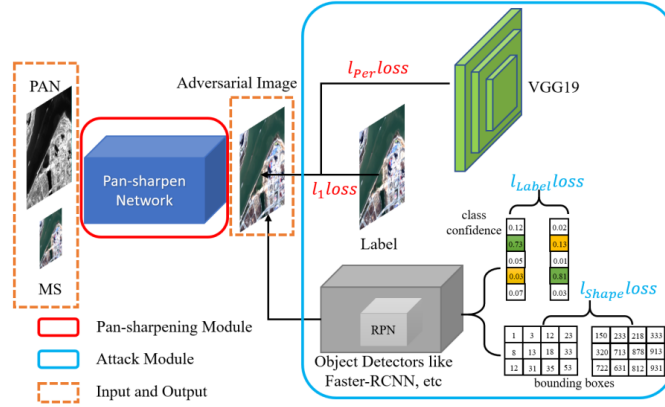 PAN
MS
Pan-sharpen
Network
Adversarial Image
l_Per loss
VGG19
l_1 loss
Label
l_Label loss
class
confidence
0.12 0.02
0.73 0.13
0.05 0.01
0.03 0.81
0.07 0.03
l_Shape loss
RPN
1 3 12 23 150 233 218 333
8 13 18 33 320 713 878 913
12 31 35 53 722 631 812 931
bounding boxes
Object Detectors like
Faster-RCNN, etc
Pan-sharpening Module
Attack Module
Input and Output